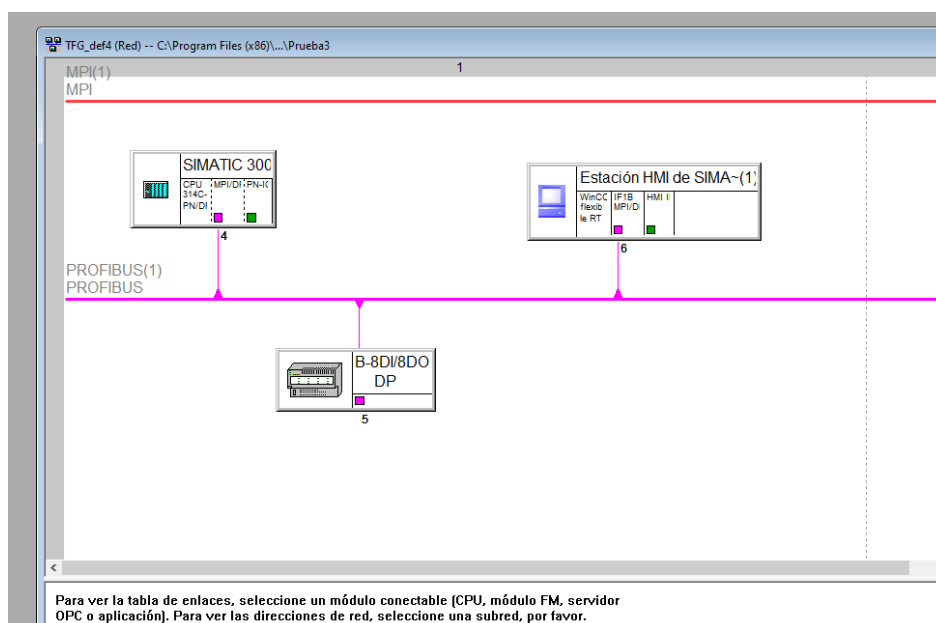 TFG_def4 (Red) -- C:\Program Files (x86)\...\Prueba3
1
MPI(1)
MPI
SIMATIC 300
CPU
314C-
PN/DP
MPI/DP
PN-IO
4
Estación HMI de SIMA~(1)
WinCC
flexib
le RT
IF1B
MPI/D
HMI I
6
PROFIBUS(1)
PROFIBUS
B-8DI/8DO
DP
5
Para ver la tabla de enlaces, seleccione un módulo conectable (CPU, módulo FM, servidor
OPC o aplicación). Para ver las direcciones de red, seleccione una subred, por favor.